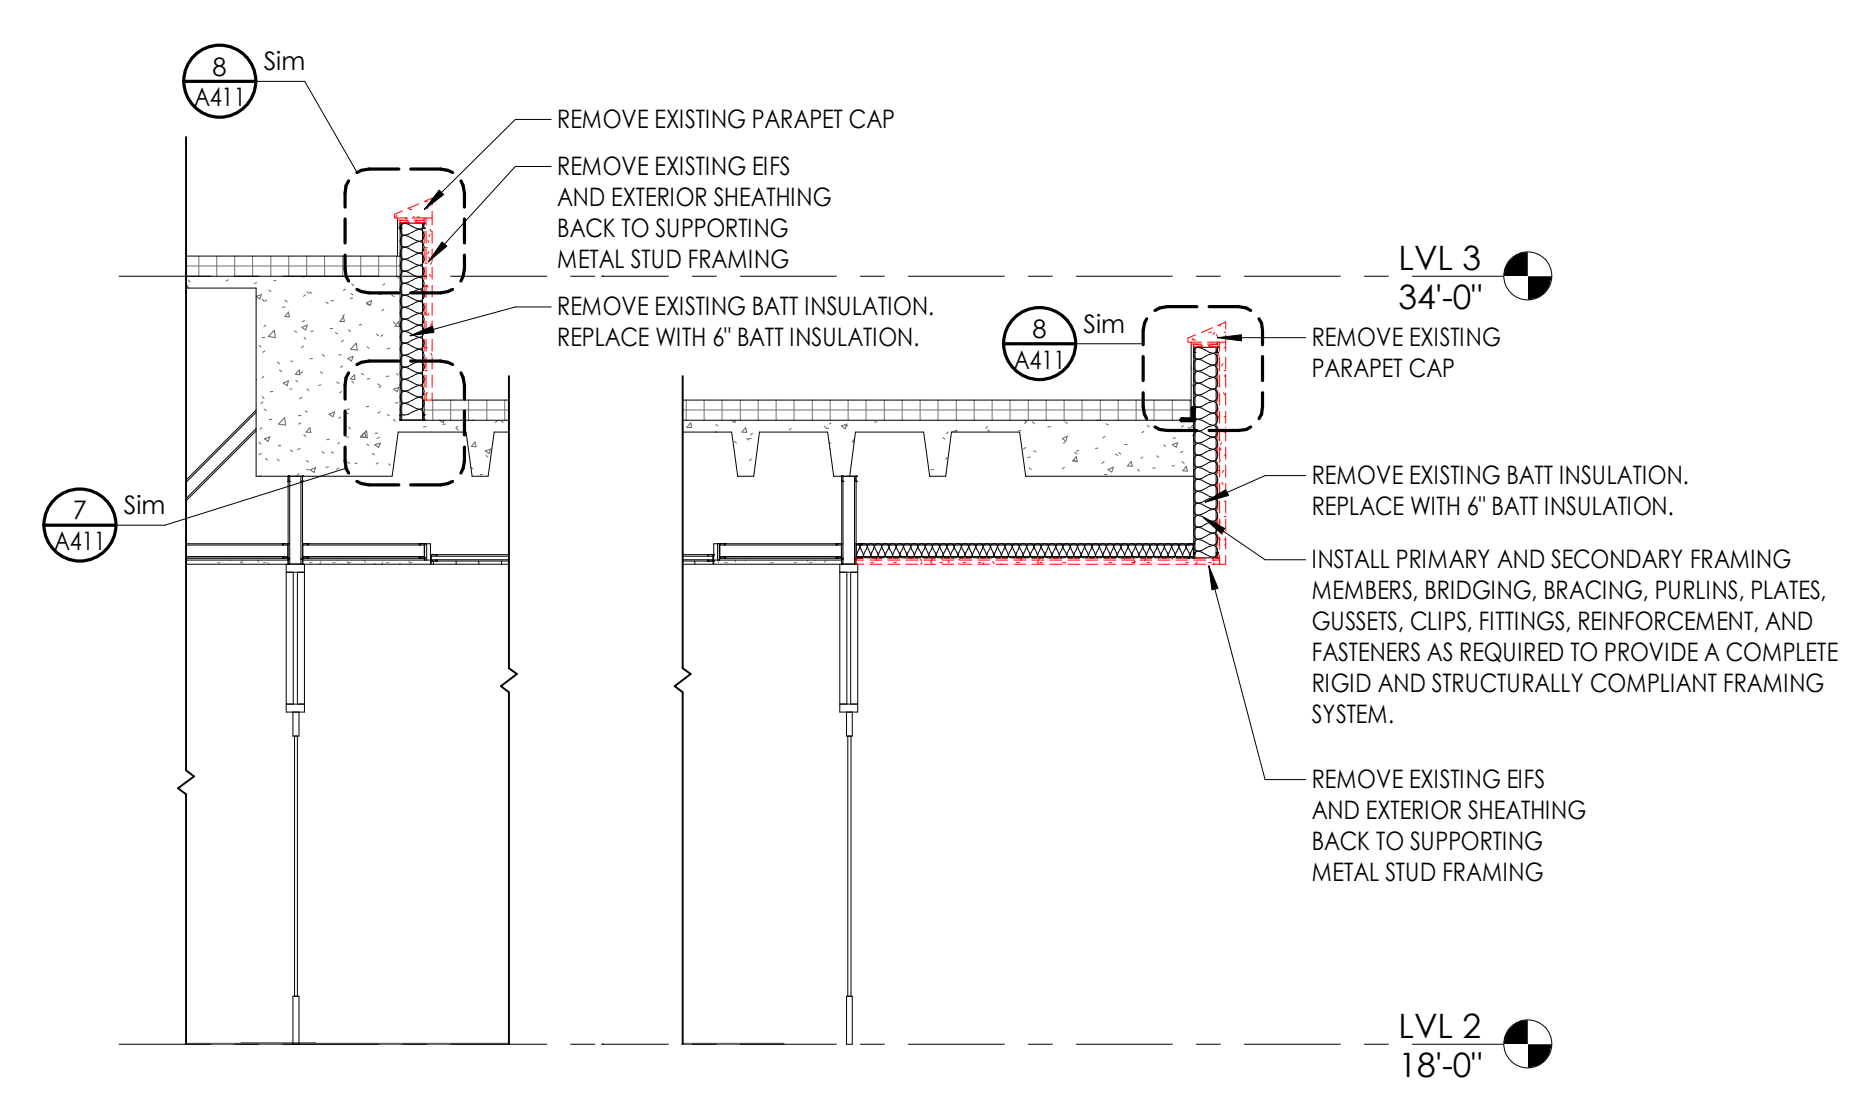 8
A411
Sim
REMOVE EXISTING PARAPET CAP
REMOVE EXISTING EIFS
AND EXTERIOR SHEATHING
BACK TO SUPPORTING
METAL STUD FRAMING
REMOVE EXISTING BATT INSULATION.
REPLACE WITH 6" BATT INSULATION.
7
A411
Sim
LVL 3
34'-0"
8
A411
Sim
REMOVE EXISTING
PARAPET CAP
REMOVE EXISTING BATT INSULATION.
REPLACE WITH 6" BATT INSULATION.
INSTALL PRIMARY AND SECONDARY FRAMING
MEMBERS, BRIDGING, BRACING, PURLINS, PLATES,
GUSSETS, CLIPS, FITTINGS, REINFORCEMENT, AND
FASTENERS AS REQUIRED TO PROVIDE A COMPLETE
RIGID AND STRUCTURALLY COMPLIANT FRAMING
SYSTEM.
REMOVE EXISTING EIFS
AND EXTERIOR SHEATHING
BACK TO SUPPORTING
METAL STUD FRAMING
LVL 2
18'-0"